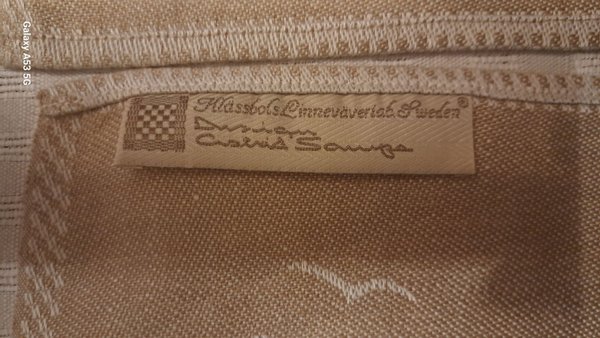 Klässbols Linneväveri ab. Sweden®
Design
Astrid Sampe
Galaxy A53 5G